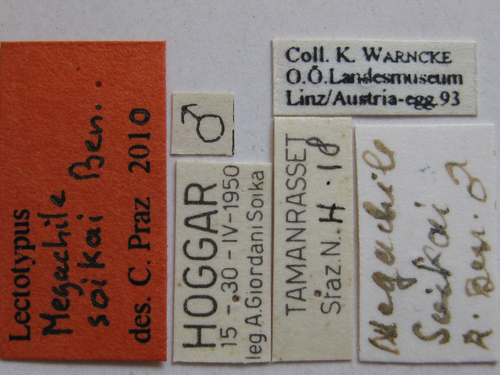 Lectotypus
Megachile
soikai Ben..
des. C. Praz 2010
♂
HOGGAR
15 - 30 - IV - 1950
leg. A. Giordani Soika
Coll. K. WARNCKE
O.Ö. Landesmuseum
Linz/Austria-egg.93
TAMANRASSET
Staz. N. H. 18
Megachile
Soikai
R. Ben. ♂